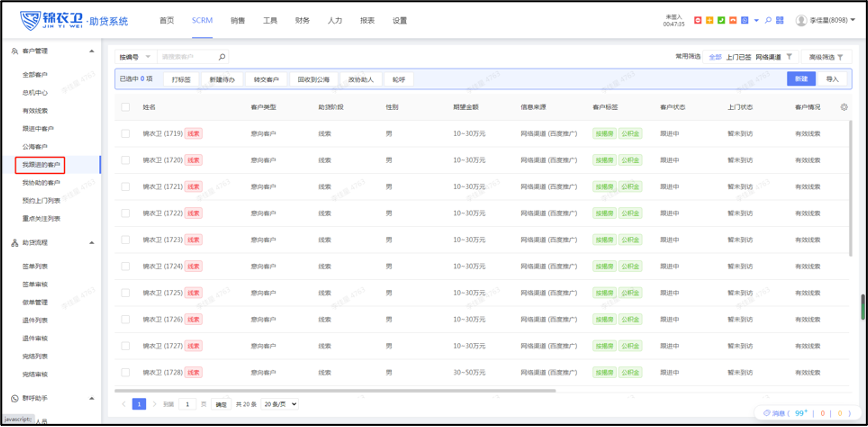 锦衣卫 ·助贷系统
JIN YI WEI
首页 SCRM 销售 工具 财务 人力 报表 设置
未签入
00:47:35
李佳星(8098)
客户管理
全部客户
总机中心
有效线索
跟进中客户
公海客户
我跟进的客户
我协助的客户
预约上门列表
重点关注列表
助贷流程
签单列表
签单审核
做单管理
退件列表
退件审核
完结列表
完结审核
群呼助手
人员
javascript:;
按编号 请搜索客户
常用筛选: 全部 上门已签 网络渠道 高级筛选
已选中 0 项 打标签 新建待办 转交客户 回收到公海 改协助人 轮呼 新建 导入
姓名 客户类型 助贷阶段 性别 期望金额 信息来源 客户标签 客户状态 上门状态 客户情况
锦衣卫 (1719) 线索 意向客户 线索 男 10~30万元 网络渠道 (百度推广) 按揭房 公积金 跟进中 暂未到访 有效线索
锦衣卫 (1720) 线索 意向客户 线索 男 10~30万元 网络渠道 (百度推广) 按揭房 公积金 跟进中 暂未到访 有效线索
锦衣卫 (1721) 线索 意向客户 线索 男 10~30万元 网络渠道 (百度推广) 按揭房 公积金 跟进中 暂未到访 有效线索
锦衣卫 (1722) 线索 意向客户 线索 男 10~30万元 网络渠道 (百度推广) 按揭房 公积金 跟进中 暂未到访 有效线索
锦衣卫 (1723) 线索 意向客户 线索 男 10~30万元 网络渠道 (百度推广) 按揭房 公积金 跟进中 暂未到访 有效线索
锦衣卫 (1724) 线索 意向客户 线索 男 10~30万元 网络渠道 (百度推广) 按揭房 公积金 跟进中 暂未到访 有效线索
锦衣卫 (1725) 线索 意向客户 线索 男 10~30万元 网络渠道 (百度推广) 按揭房 公积金 跟进中 暂未到访 有效线索
锦衣卫 (1726) 线索 意向客户 线索 男 10~30万元 网络渠道 (百度推广) 按揭房 公积金 跟进中 暂未到访 有效线索
锦衣卫 (1727) 线索 意向客户 线索 男 10~30万元 网络渠道 (百度推广) 按揭房 公积金 跟进中 暂未到访 有效线索
锦衣卫 (1728) 线索 意向客户 线索 男 30~50万元 网络渠道 (百度推广) 按揭房 公积金 跟进中 暂未到访 有效线索
1 到第 1 页 确定 共 20 条 20 条/页
消息 ( 99+ | 0 | 0 )